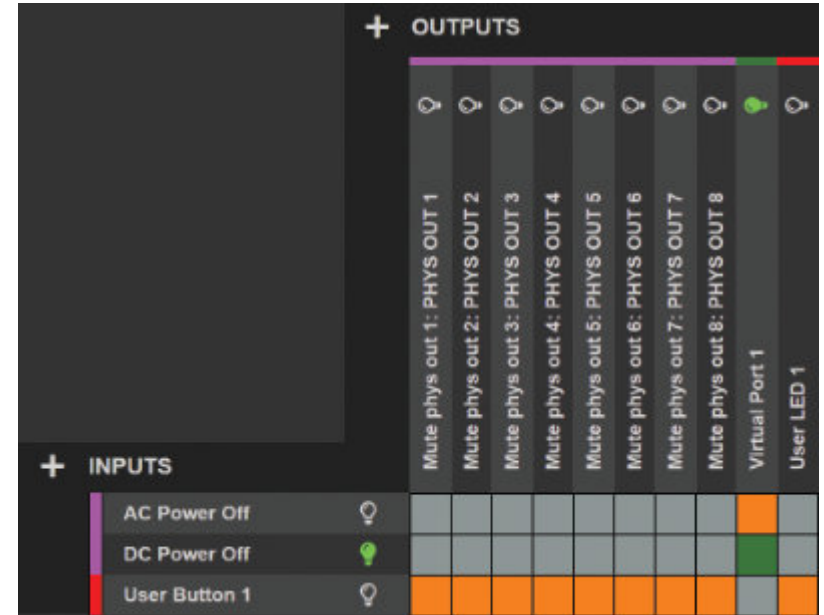 + OUTPUTS
Mute phys out 1: PHYS OUT 1
Mute phys out 2: PHYS OUT 2
Mute phys out 3: PHYS OUT 3
Mute phys out 4: PHYS OUT 4
Mute phys out 5: PHYS OUT 5
Mute phys out 6: PHYS OUT 6
Mute phys out 7: PHYS OUT 7
Mute phys out 8: PHYS OUT 8
Virtual Port 1
User LED 1
+ INPUTS
AC Power Off
DC Power Off
User Button 1